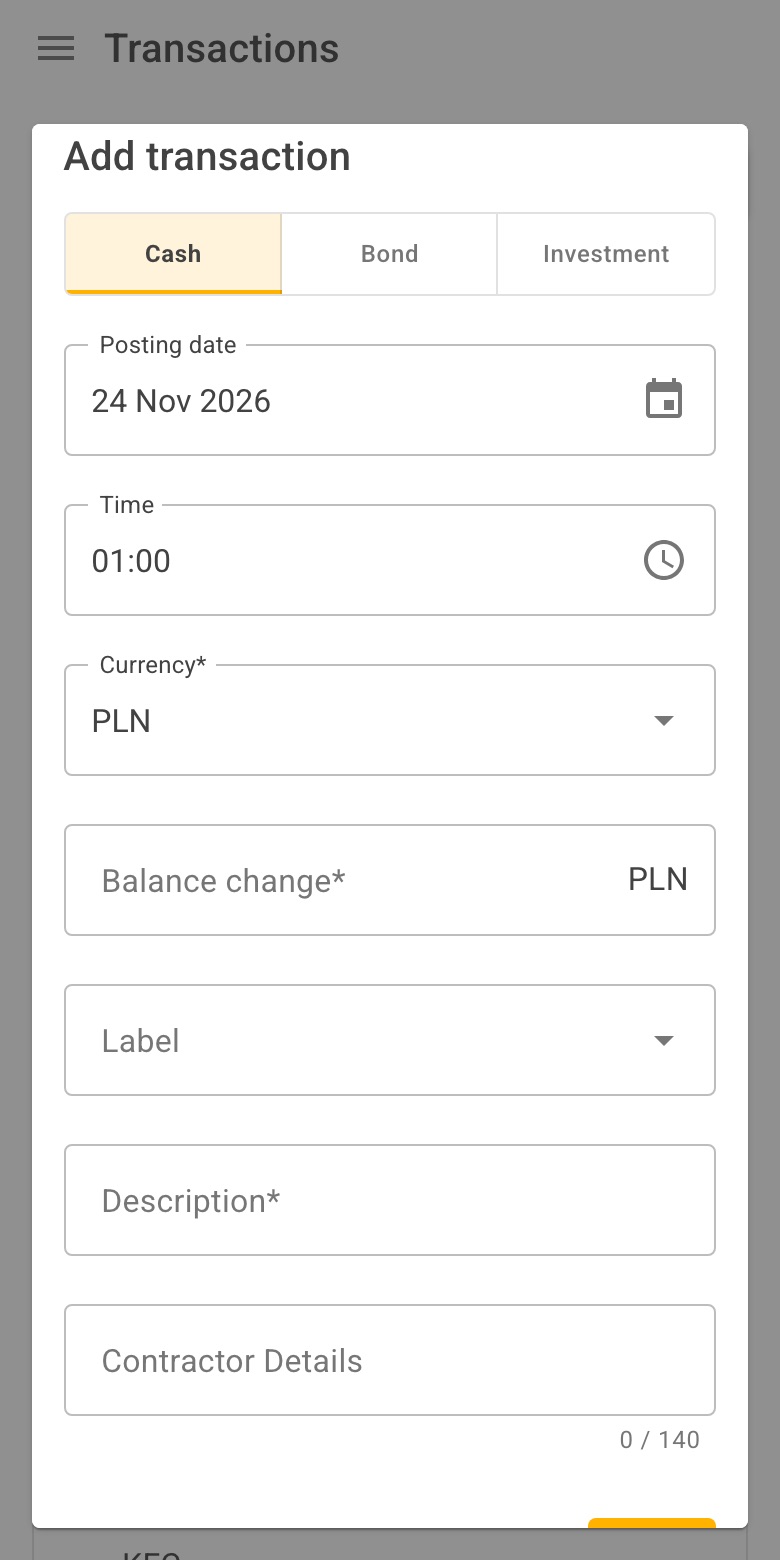 Transactions
Add transaction
Cash Bond Investment
Posting date
24 Nov 2026
Time
01:00
Currency*
PLN
Balance change* PLN
Label
Description*
Contractor Details
0 / 140